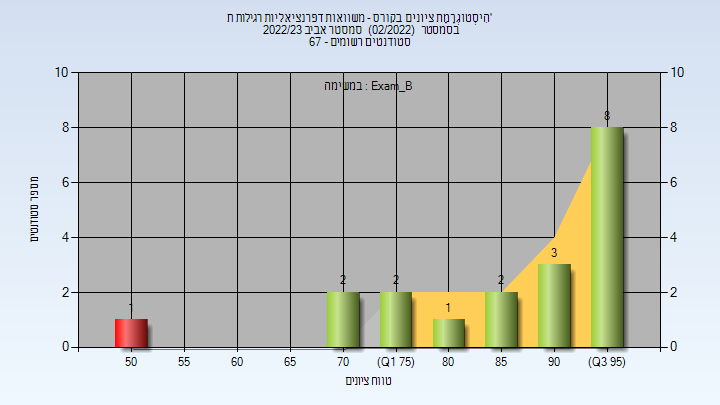 היסטוגרמת ציונים בקורס - משוואות דיפרנציאליות רגילות ת'
בסמסטר (02/2022) סמסטר אביב 2022/23
סטודנטים רשומים - 67
במשימה : Exam_B
מספר סטודנטים
10 10
8 8
6 6
4 4
2 2
0 0
1 2 2 1 2 3 8
50 55 60 65 70 (Q1 75) 80 85 90 (Q3 95)
טווח ציונים